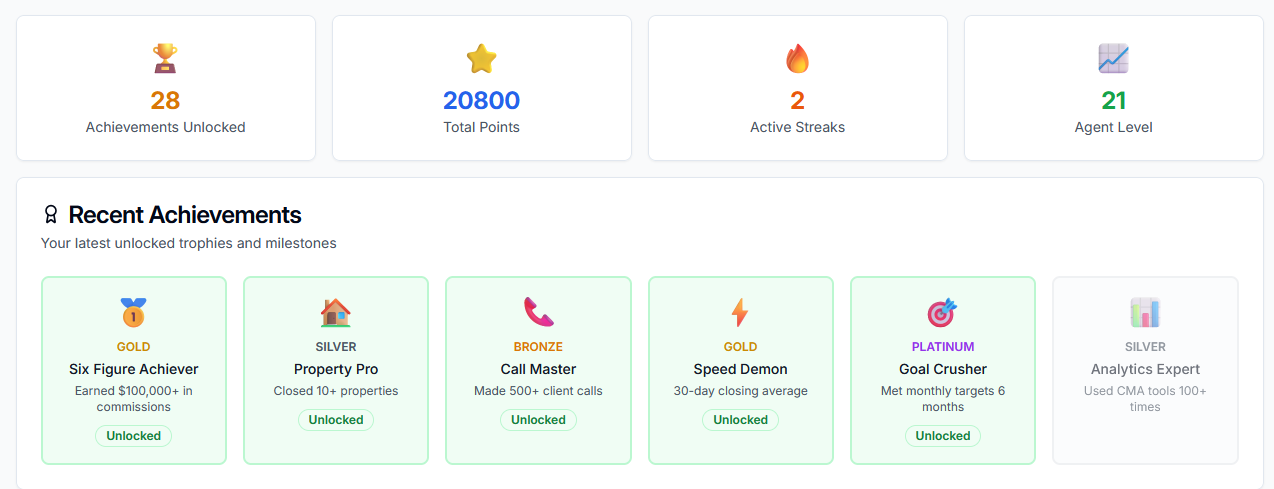 28
Achievements Unlocked
20800
Total Points
2
Active Streaks
21
Agent Level
Recent Achievements
Your latest unlocked trophies and milestones
1
GOLD
Six Figure Achiever
Earned $100,000+ in
commissions
Unlocked
SILVER
Property Pro
Closed 10+ properties
Unlocked
BRONZE
Call Master
Made 500+ client calls
Unlocked
GOLD
Speed Demon
30-day closing average
Unlocked
PLATINUM
Goal Crusher
Met monthly targets 6
months
Unlocked
SILVER
Analytics Expert
Used CMA tools 100+
times